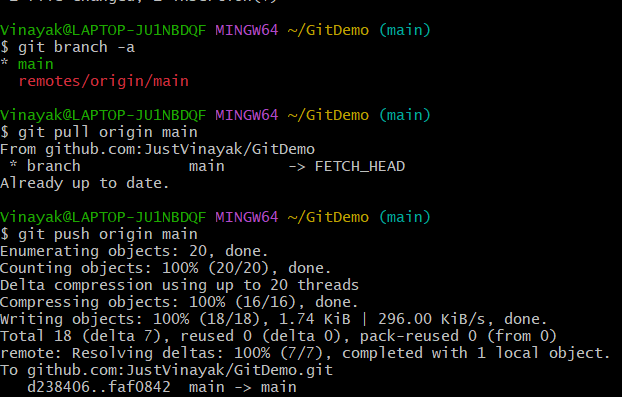 Vinayak@LAPTOP-JU1NBDQF MINGW64 ~/GitDemo (main)
$ git branch -a
* main
  remotes/origin/main

Vinayak@LAPTOP-JU1NBDQF MINGW64 ~/GitDemo (main)
$ git pull origin main
From github.com:JustVinayak/GitDemo
 * branch            main       -> FETCH_HEAD
Already up to date.

Vinayak@LAPTOP-JU1NBDQF MINGW64 ~/GitDemo (main)
$ git push origin main
Enumerating objects: 20, done.
Counting objects: 100% (20/20), done.
Delta compression using up to 20 threads
Compressing objects: 100% (16/16), done.
Writing objects: 100% (18/18), 1.74 KiB | 296.00 KiB/s, done.
Total 18 (delta 7), reused 0 (delta 0), pack-reused 0 (from 0)
remote: Resolving deltas: 100% (7/7), completed with 1 local object.
To github.com:JustVinayak/GitDemo.git
   d238406..faf0842  main -> main